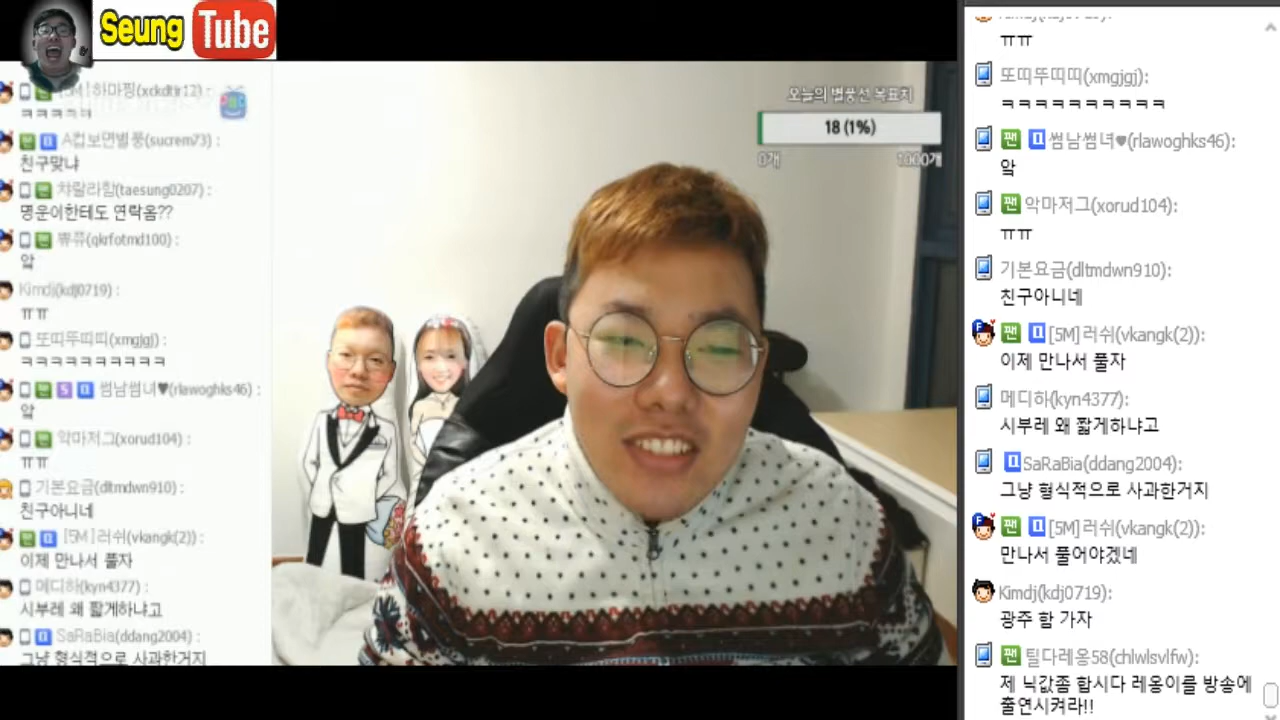 Seung Tube
[5M]하마찡(xckdtjr12) :
ㅋㅋㅋㅋㅋ
A컵보면별풍(sucrem73) :
친구맞냐
챠랄라함(taesung0207) :
명운이한테도 연락옴??
쀼쮸(qkrfotmd100) :
앜
Kimdj(kdj0719) :
ㅠㅠ
또띠뚜띠띠(xmgjgj) :
ㅋㅋㅋㅋㅋㅋㅋㅋㅋㅋ
팬 S 썸남썸녀♥(rlawoghks46) :
앜
팬 악마저그(xorud104) :
ㅠㅠ
기본요금(dltmdwn910) :
친구아니네
팬 [5M]러쉬(vkangk(2)) :
이제 만나서 풀자
메디하(kyn4377) :
시부레 왜 짧게하냐고
SaRaBia(ddang2004) :
그냥 형식적으로 사과한거지
오늘의 별풍선 목표치
18 (1%)
0개 1000개
ㅠㅠ
또띠뚜띠띠(xmgjgj):
ㅋㅋㅋㅋㅋㅋㅋㅋㅋㅋ
팬 썸남썸녀♥(rlawoghks46):
앜
팬 악마저그(xorud104):
ㅠㅠ
기본요금(dltmdwn910):
친구아니네
팬 [5M]러쉬(vkangk(2)):
이제 만나서 풀자
메디하(kyn4377):
시부레 왜 짧게하냐고
SaRaBia(ddang2004):
그냥 형식적으로 사과한거지
팬 [5M]러쉬(vkangk(2)):
만나서 풀어야겠네
Kimdj(kdj0719):
광주 함 가자
팬 틸다레옹58(chlwlsvlfw):
제 닉값좀 합시다 레옹이를 방송에
출연시켜라!!